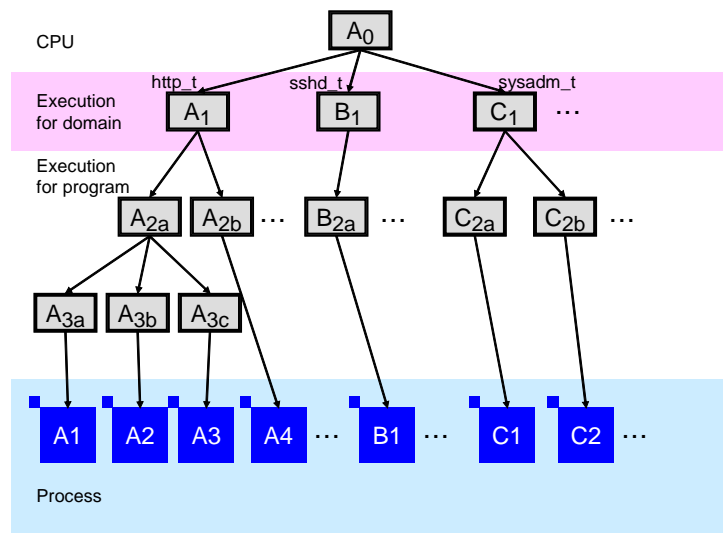 CPU
A0
http_t
sshd_t
sysadm_t
Execution
for domain
A1
B1
C1
...
Execution
for program
A2a
A2b
...
B2a
...
C2a
C2b
...
A3a
A3b
A3c
A1
A2
A3
A4
...
B1
...
C1
C2
...
Process